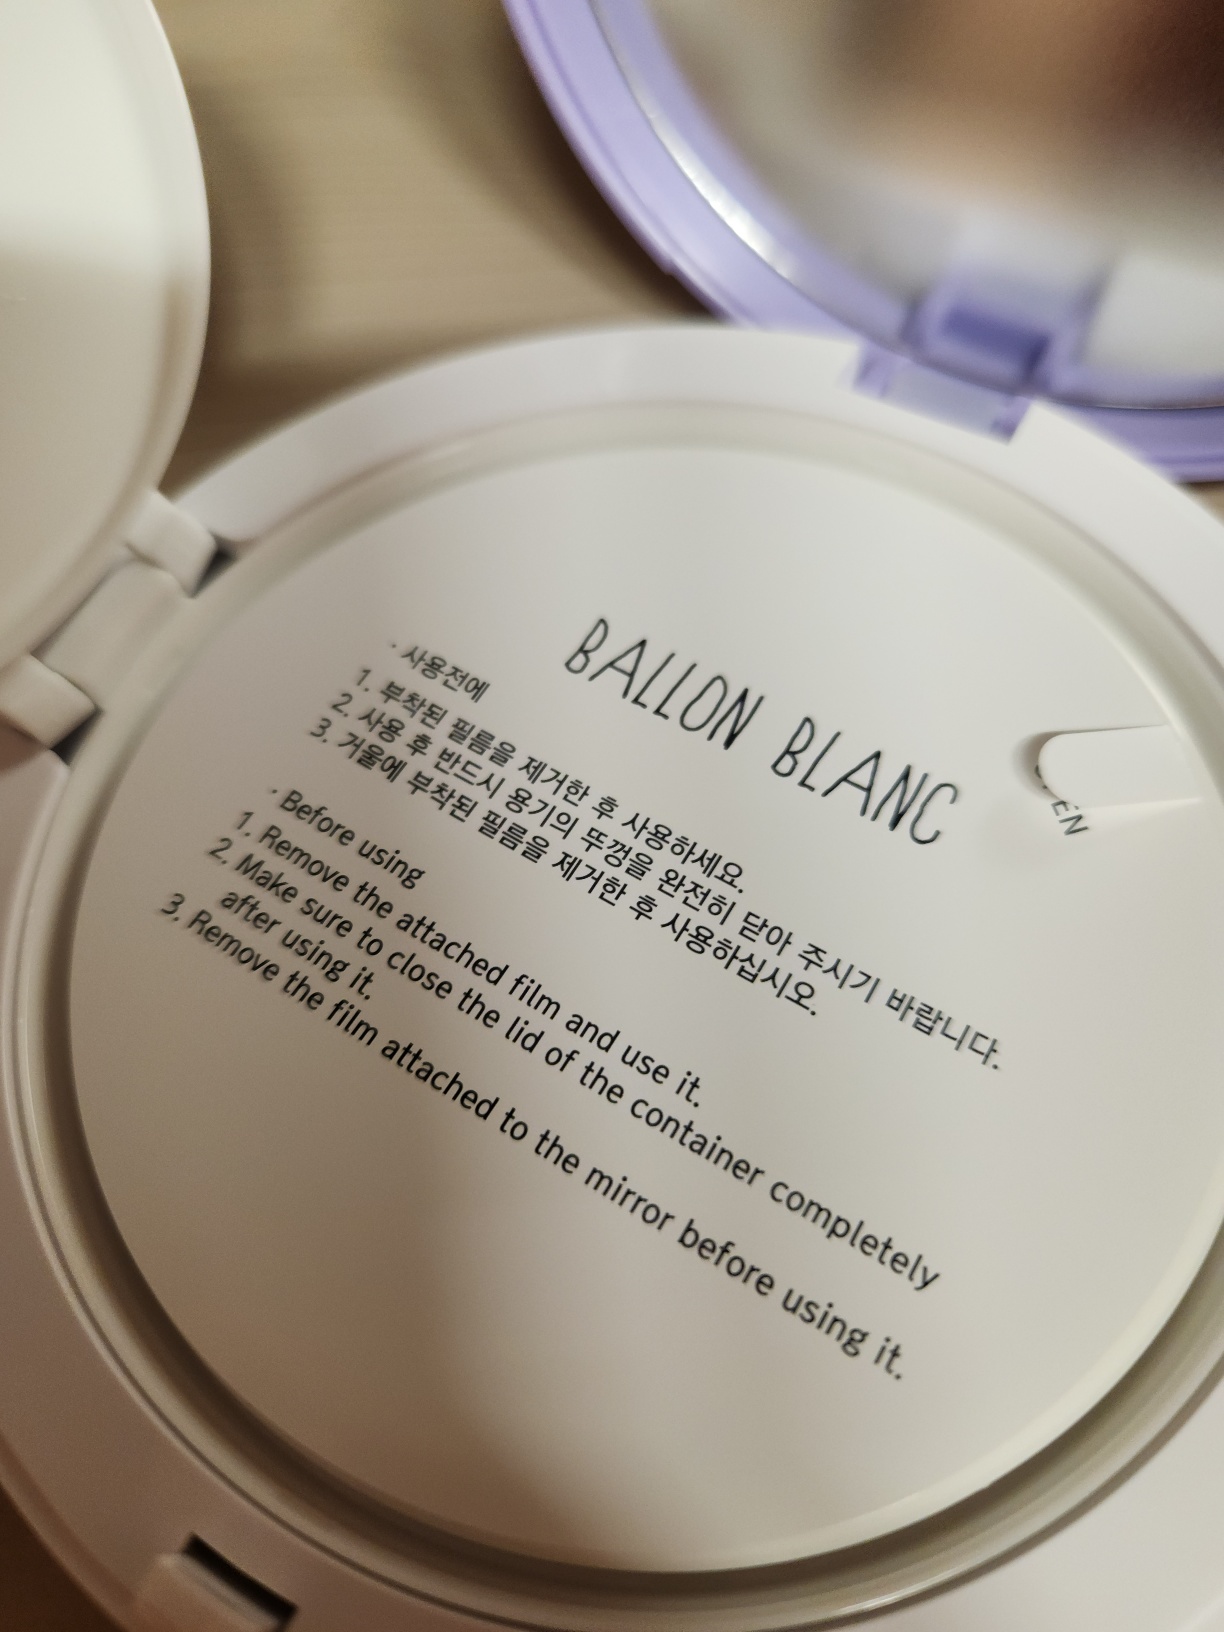 BALLON BLANC
· 사용전에
1. 부착된 필름을 제거한 후 사용하세요.
2. 사용 후 반드시 용기의 뚜껑을 완전히 닫아 주시기 바랍니다.
3. 거울에 부착된 필름을 제거한 후 사용하십시오.
· Before using
1. Remove the attached film and use it.
2. Make sure to close the lid of the container completely
after using it.
3. Remove the film attached to the mirror before using it.